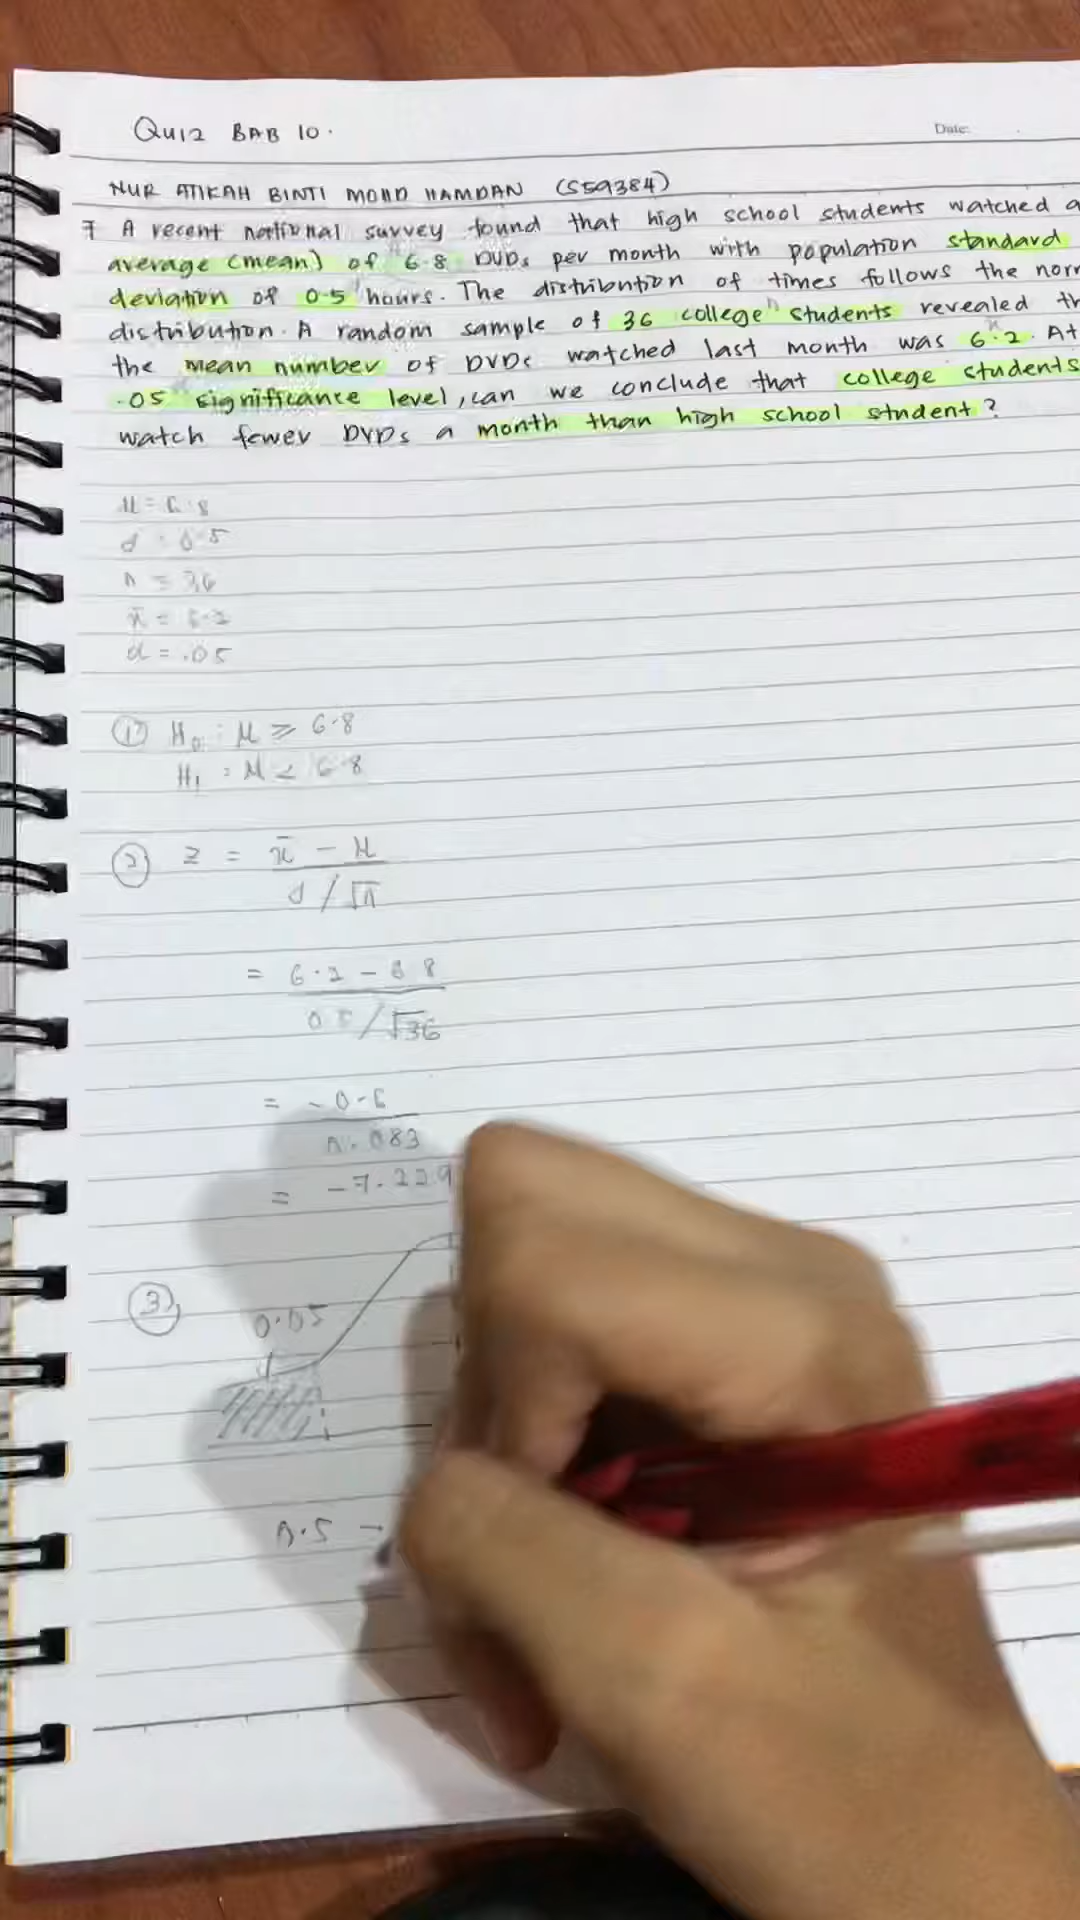 QUIZ BAB 10.
Date:
NUR ATIKAH BINTI MOHD HAMDAN (S59384)
7 A recent national survey found that high school students watched a
average (mean) of 6.8 DVDs per month with population standard
deviation of 0.5 hours. The distribution of times follows the norm
distribution. A random sample of 36 college students revealed th
the mean number of DVDs watched last month was 6.2. At
.05 significance level, can we conclude that college students
watch fewer DVDs a month than high school student?
μ = 6.8
σ = 0.5
n = 36
x̄ = 6.2
α = .05
① H₀ : μ ≥ 6.8
H₁ : μ < 6.8
② z = x̄ - μ
σ / √n
= 6.2 - 6.8
0.5 / √36
= -0.6
0.083
= -7.229
③
0.05
0.5 -